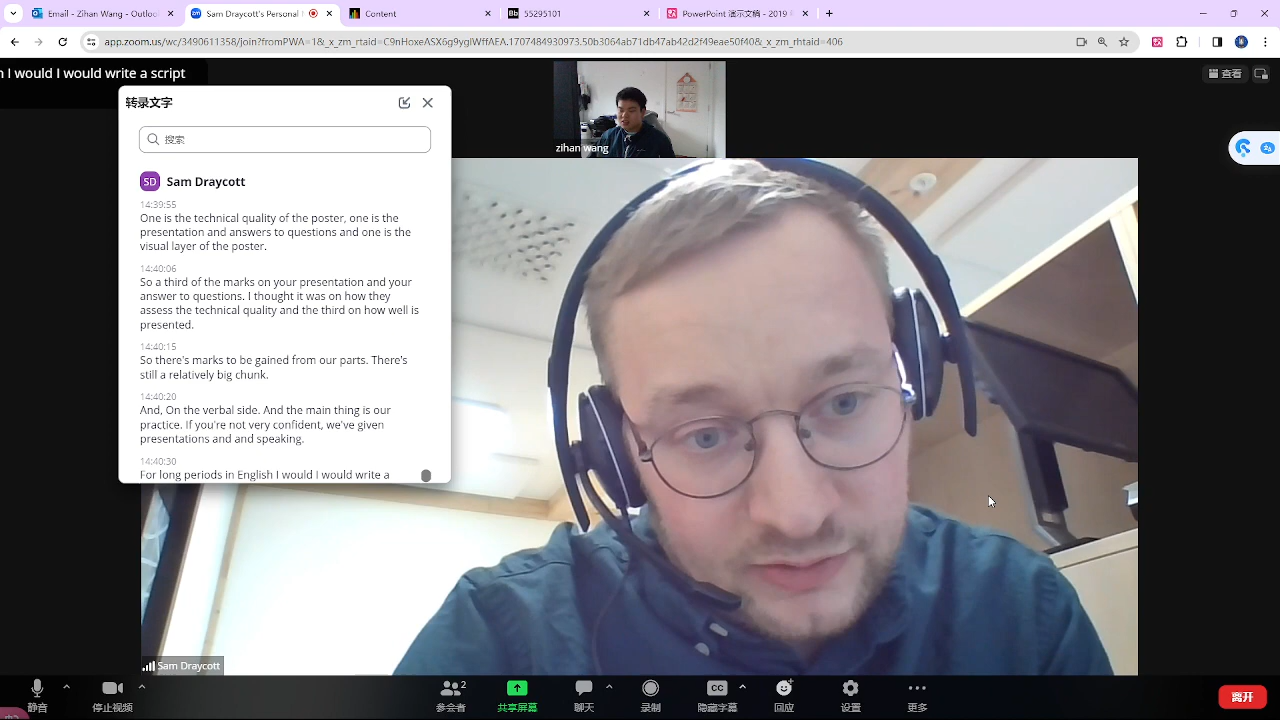 Email - Zihan Wang - Outlo
Sam Draycott's Personal
Content
55295101
PowerPoint 演示文稿 - 2019
app.zoom.us/wc/3490611358/join?fromPWA=1&_x_zm_rtaid=C9nHoxeASX6g9ygIWffAEA.1707484930973.50b3064ab71db47ab42d2f49eae50f40&_x_zm_rhtaid=406
n I would I would write a script
查看
转录文字
搜索
zihan wang
SD Sam Draycott
14:39:55
One is the technical quality of the poster, one is the
presentation and answers to questions and one is the
visual layer of the poster.
14:40:06
So a third of the marks on your presentation and your
answer to questions. I thought it was on how they
assess the technical quality and the third on how well is
presented.
14:40:15
So there's marks to be gained from our parts. There's
still a relatively big chunk.
14:40:20
And, On the verbal side. And the main thing is our
practice. If you're not very confident, we've given
presentations and and speaking.
14:40:30
For long periods in English I would I would write a
Sam Draycott
静音
停止视频
2
参会者
共享屏幕
聊天
录制
CC
隐藏字幕
回应
设置
更多
离开